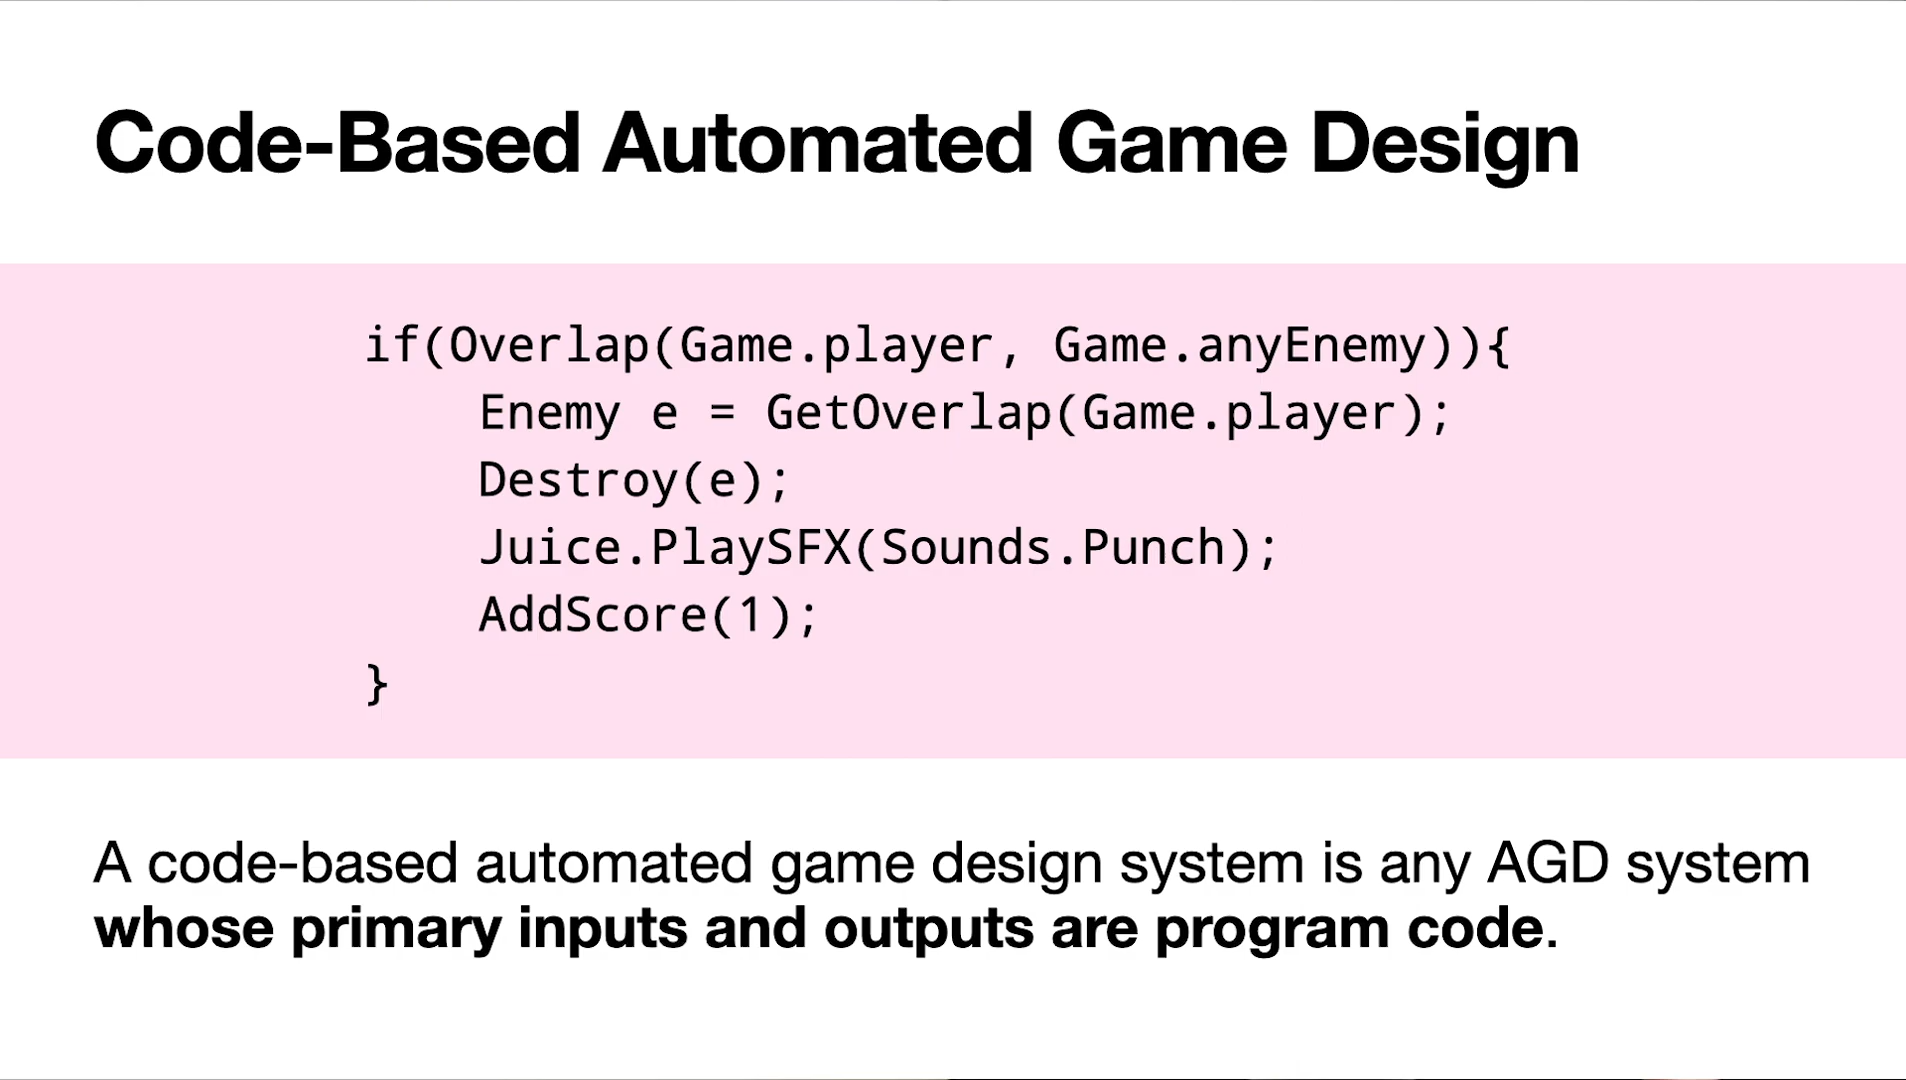 Code-Based Automated Game Design
if(Overlap(Game.player, Game.anyEnemy)){
    Enemy e = GetOverlap(Game.player);
    Destroy(e);
    Juice.PlaySFX(Sounds.Punch);
    AddScore(1);
}
A code-based automated game design system is any AGD system
whose primary inputs and outputs are program code.